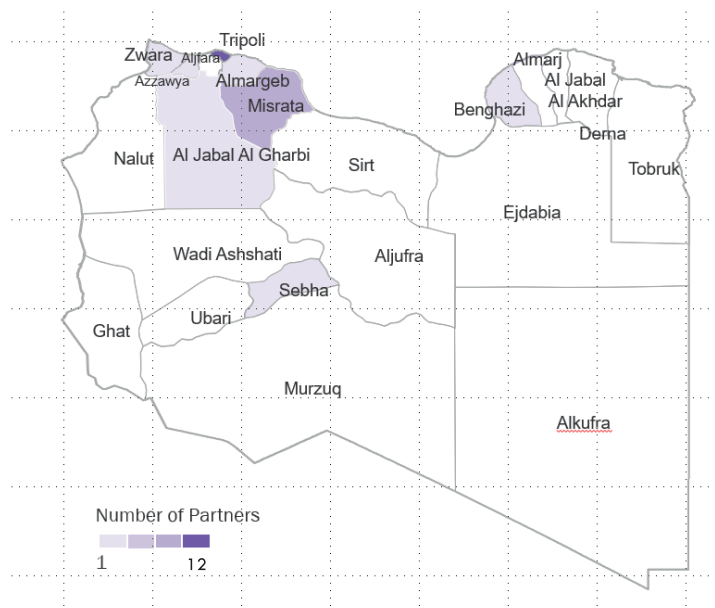 Tripoli
Zwara
Aljfara
Almarj
Azzawya
Almargeb
Al Jabal
Misrata
Al Akhdar
Benghazi
Derna
Nalut
Al Jabal Al Gharbi
Sirt
Tobruk
Ejdabia
Wadi Ashshati
Aljufra
Sebha
Ubari
Ghat
Murzuq
Alkufra
Number of Partners
1 12